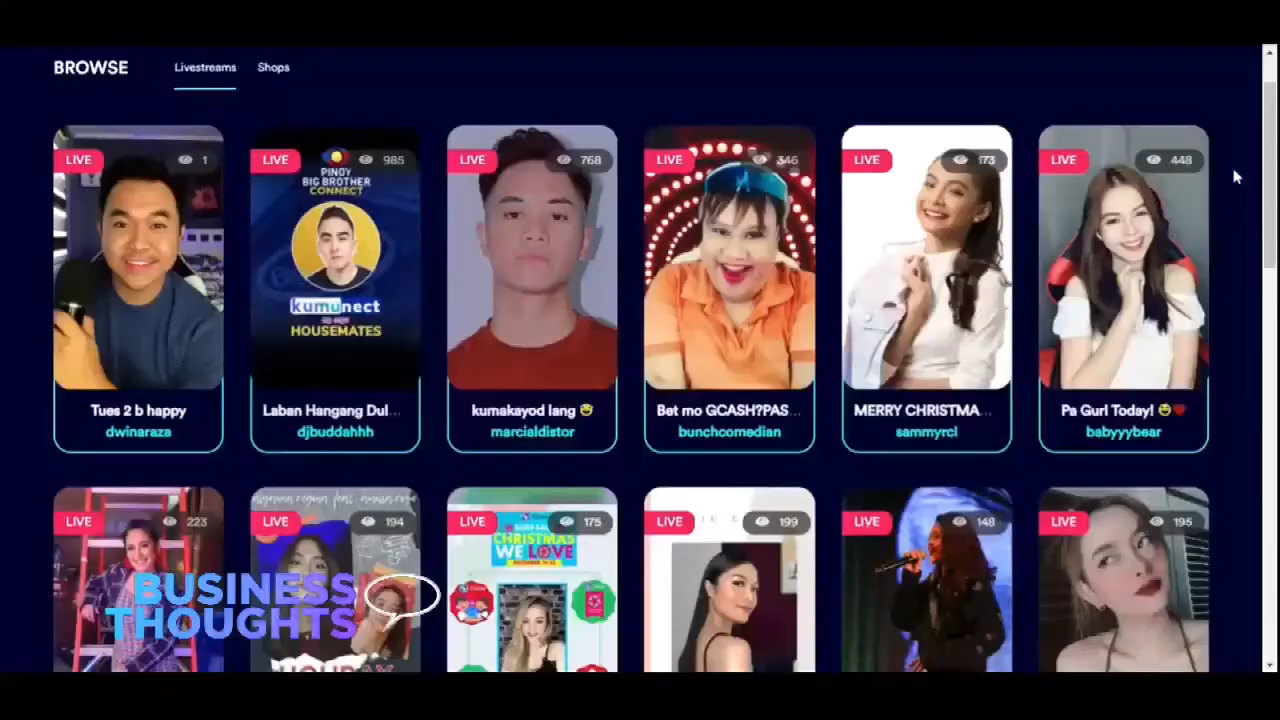 BROWSE
Livestreams
Shops
LIVE
1
LIVE
985
LIVE
768
LIVE
346
LIVE
173
LIVE
448
PINOY
BIG BROTHER
CONNECT
kumunect
HOUSEMATES
Tues 2 b happy
Laban Hangang Dul...
kumakayod lang 😅
Bet mo GCASH?PAS...
MERRY CHRISTMA...
Pa Gurl Today! 😅❤️
dwinaraza
djbuddahhh
marcialdistor
bunchcomedian
sammyrcl
babyyybear
LIVE
223
LIVE
194
LIVE
175
LIVE
199
LIVE
148
LIVE
195
CHRISTMAS
WE LOVE
BUSINESS
THOUGHTS
HOLIDAY